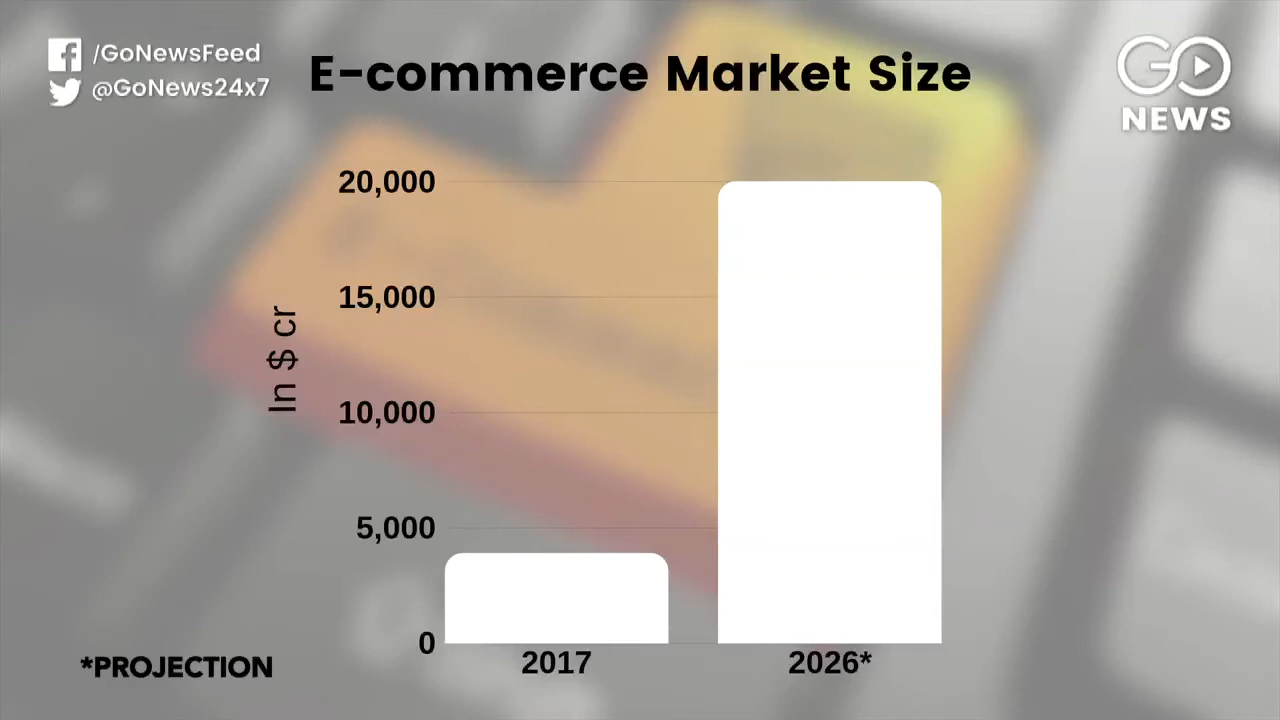 /GoNewsFeed
@GoNews24x7
E-commerce Market Size
GO
NEWS
20,000
15,000
10,000
5,000
0
In $ cr
2017
2026*
*PROJECTION